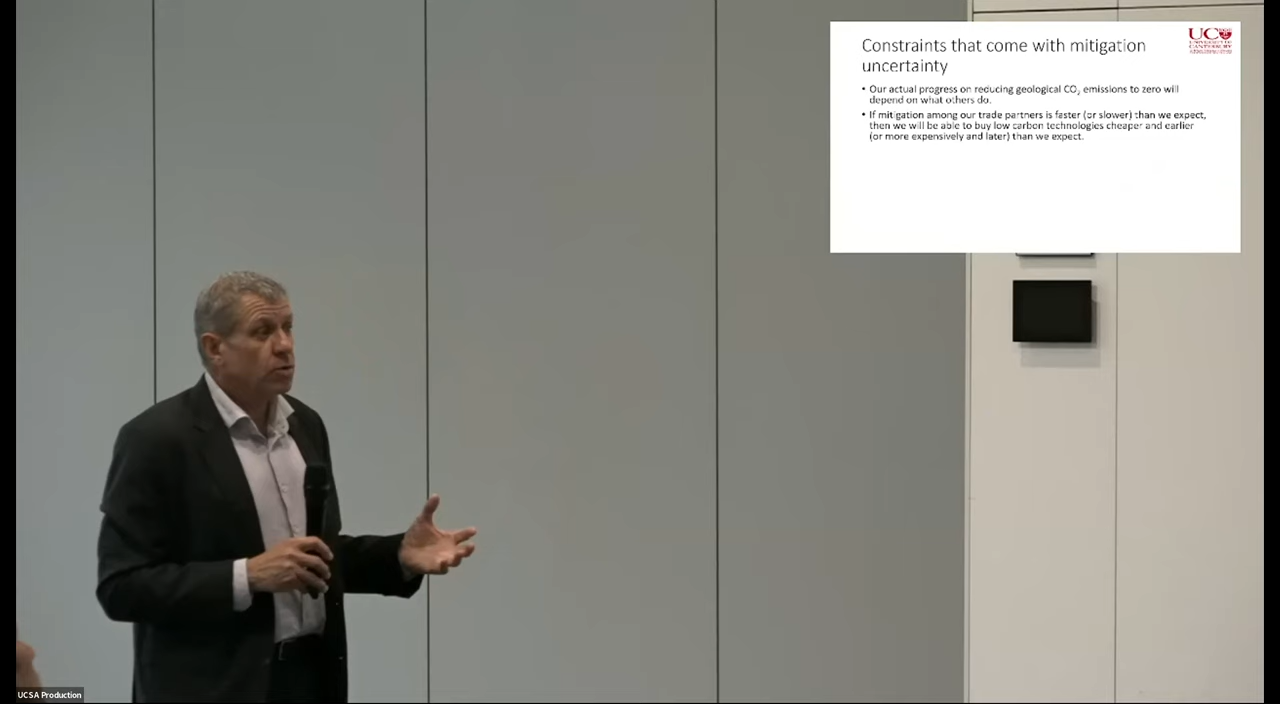 Constraints that come with mitigation
uncertainty
UC
UNIVERSITY OF
CANTERBURY
• Our actual progress on reducing geological CO₂ emissions to zero will
depend on what others do.
• If mitigation among our trade partners is faster (or slower) than we expect,
then we will be able to buy low carbon technologies cheaper and earlier
(or more expensively and later) than we expect.
UCSA Production